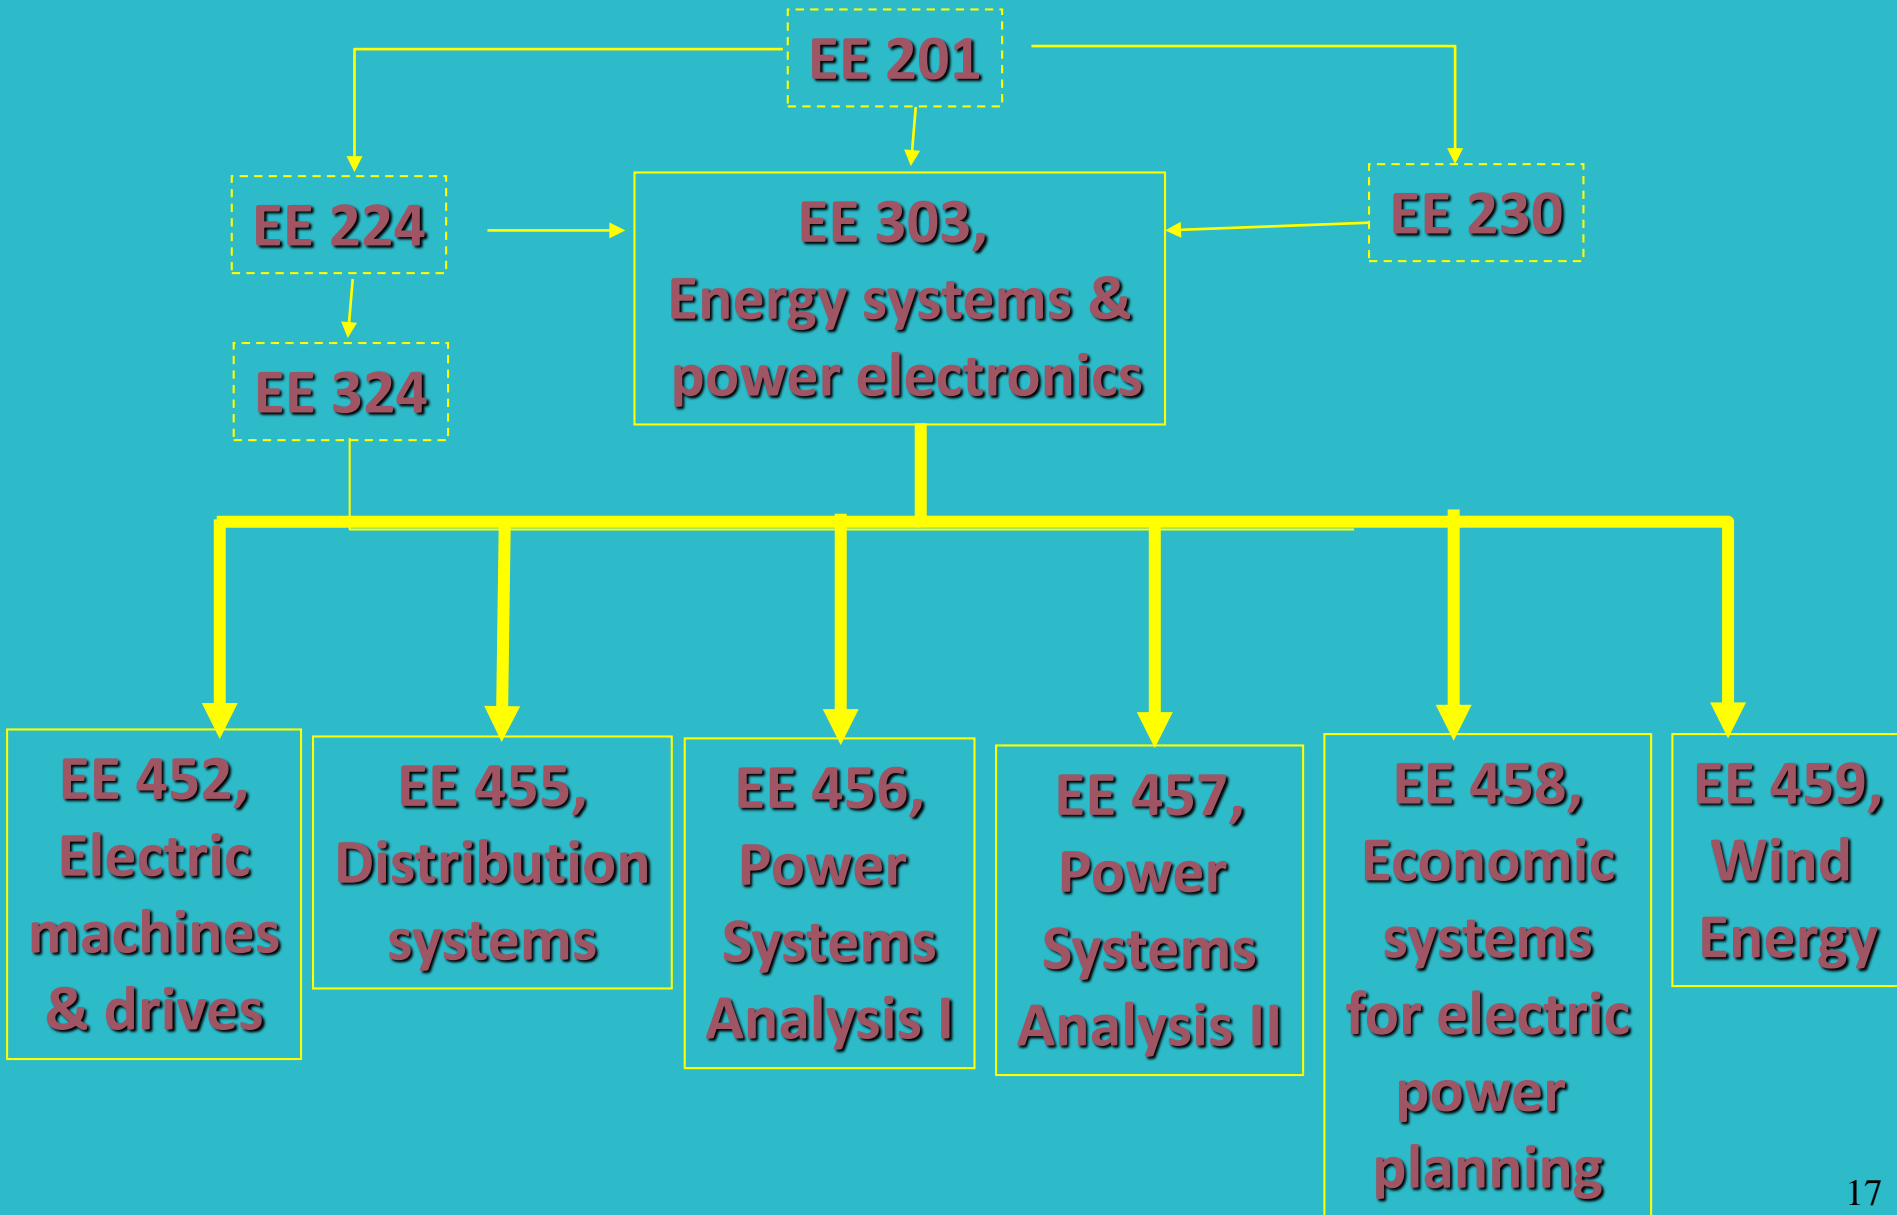 EE 201
EE 224
EE 303,
Energy systems &
power electronics
EE 230
EE 324
EE 452,
Electric
machines
& drives
EE 455,
Distribution
systems
EE 456,
Power
Systems
Analysis I
EE 457,
Power
Systems
Analysis II
EE 458,
Economic
systems
for electric
power
planning
EE 459,
Wind
Energy
17